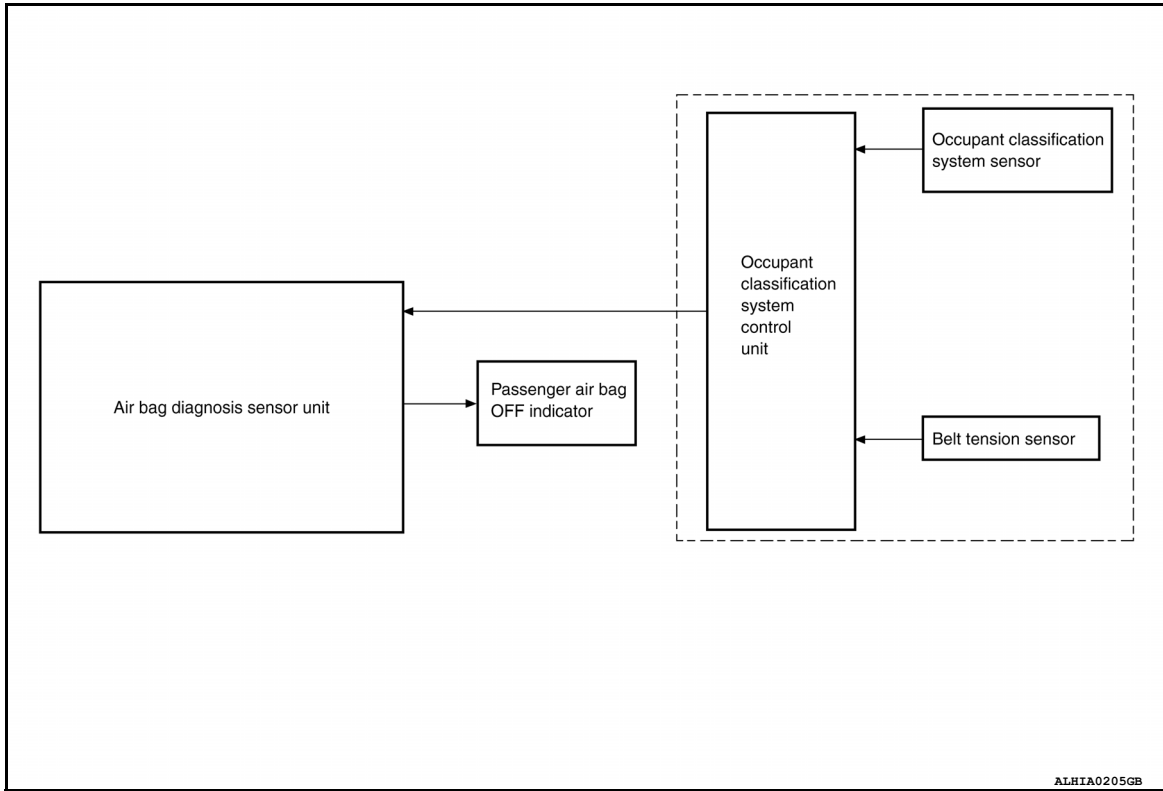 Occupant classification
system sensor
Occupant
classification
system
control
unit
Passenger air bag
OFF indicator
Air bag diagnosis sensor unit
Belt tension sensor
ALHIA0205GB